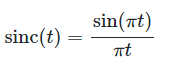 sinc(t) = sin(πt) / πt